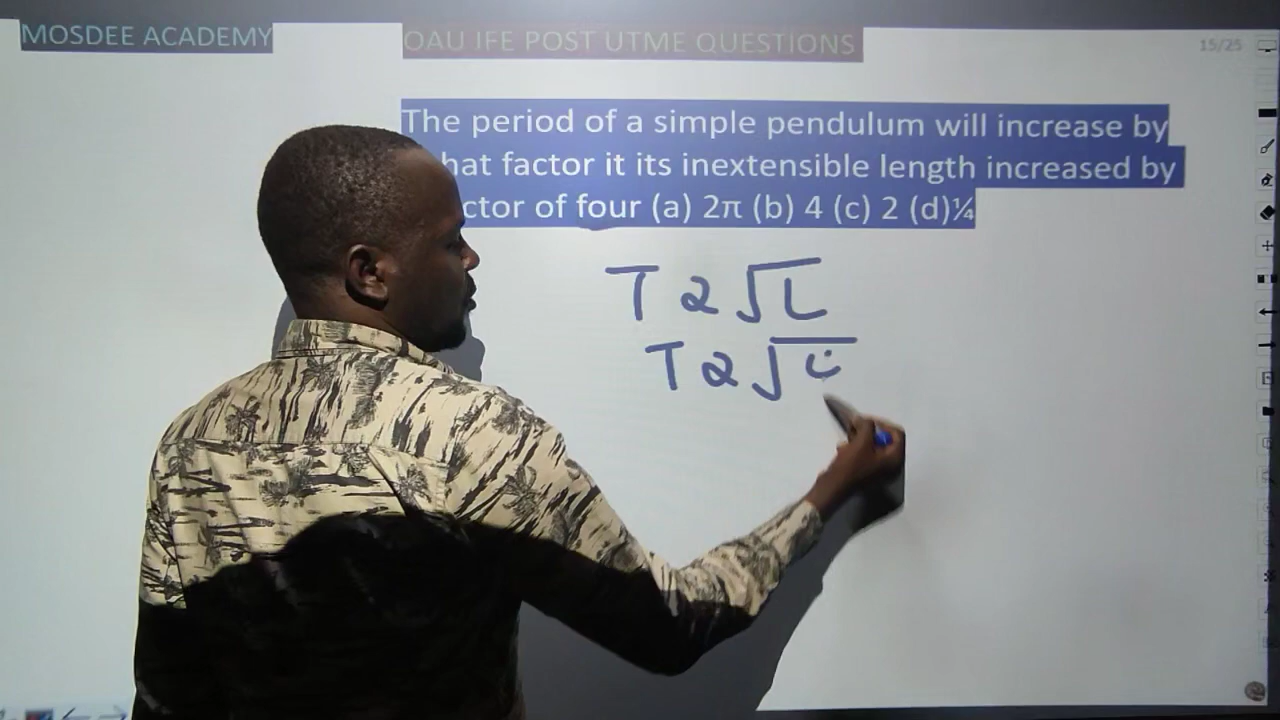 MOSDEE ACADEMY
OAU IFE POST UTME QUESTIONS
15/25
The period of a simple pendulum will increase by
hat factor it its inextensible length increased by
ctor of four (a) 2π (b) 4 (c) 2 (d)¼
T α √L
T α √